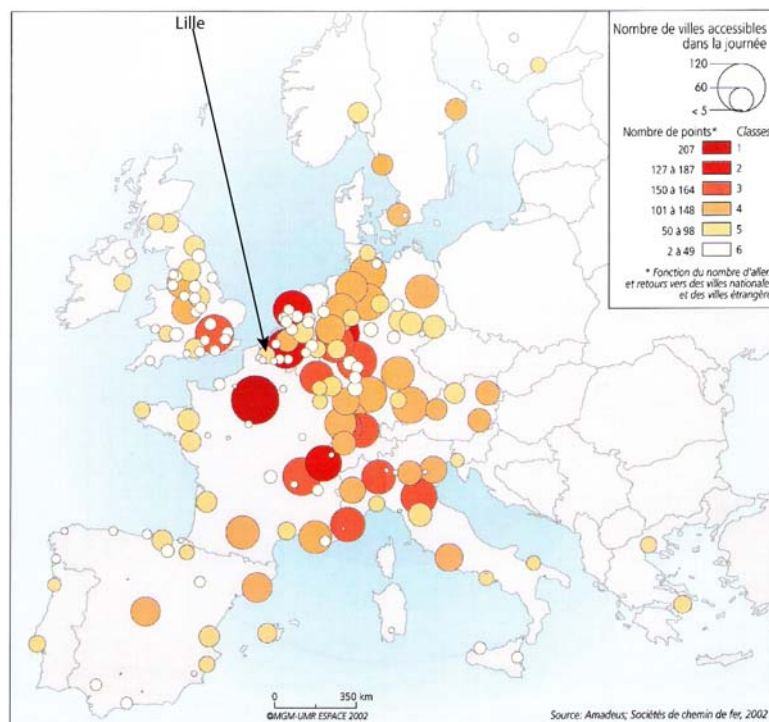 Lille
Nombre de villes accessibles
dans la journée
120
60
< 5
Nombre de points* Classes
207 1
127 à 187 2
150 à 164 3
101 à 148 4
50 à 98 5
2 à 49 6
* Fonction du nombre d'aller
et retours vers des villes nationale
et des villes étrangère
0 350 km
©MGM-UMR ESPACE 2002
Source: Amadeus; Sociétés de chemin de fer, 2002